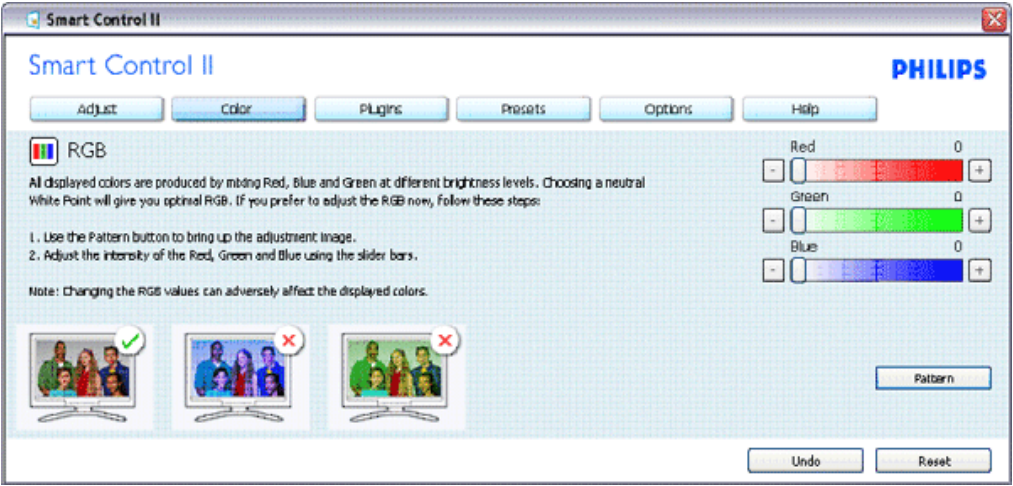 Smart Control II
Smart Control II
PHILIPS
Adjust Color Plugins Presets Options Help
RGB
All displayed colors are produced by mixing Red, Blue and Green at different brightness levels. Choosing a neutral
White Point will give you optimal RGB. If you prefer to adjust the RGB now, follow these steps:
1. Use the Pattern button to bring up the adjustment image.
2. Adjust the intensity of the Red, Green and Blue using the slider bars.
Note: Changing the RGB values can adversely affect the displayed colors.
Red 0
- +
Green 0
- +
Blue 0
- +
Pattern
Undo Reset